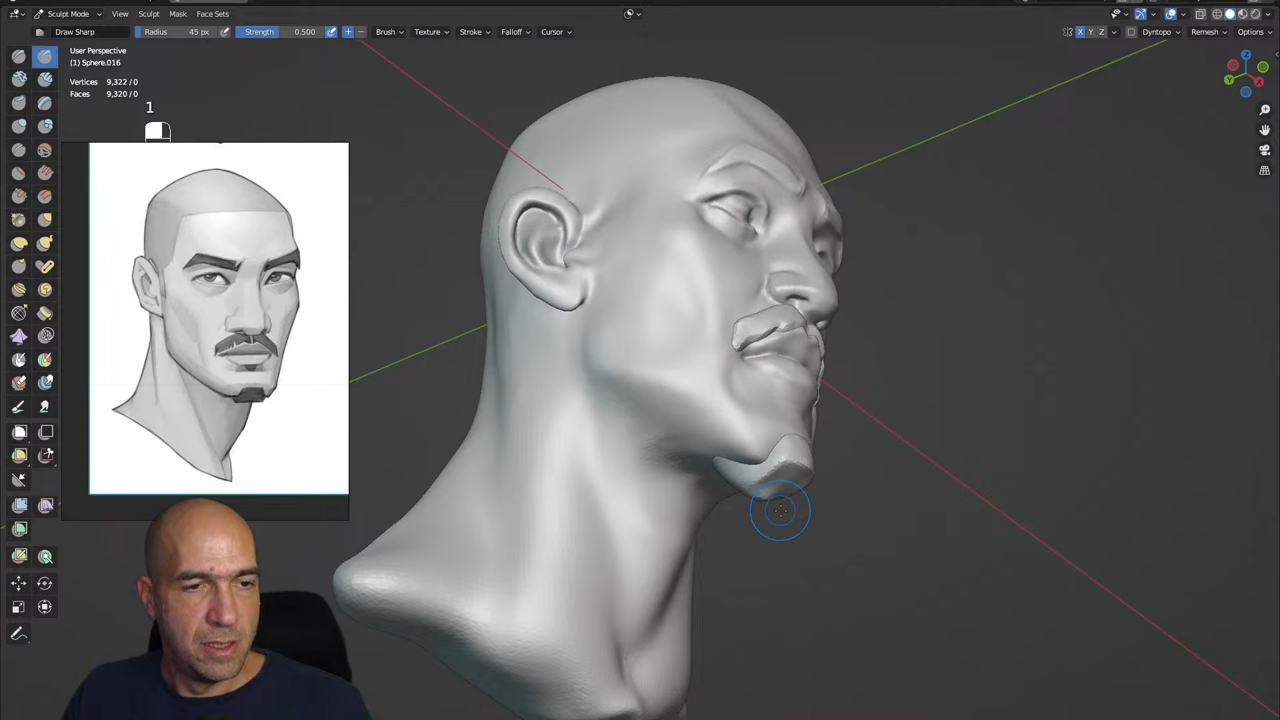 Sculpt Mode View Sculpt Mask Face Sets
Draw Sharp Radius 45 px Strength 0.500 + − Brush Texture Stroke Falloff Cursor X Y Z Dyntopo Remesh Options
User Perspective
(1) Sphere.016
Vertices 9,322 / 0
Faces 9,320 / 0
1
Z
Y X